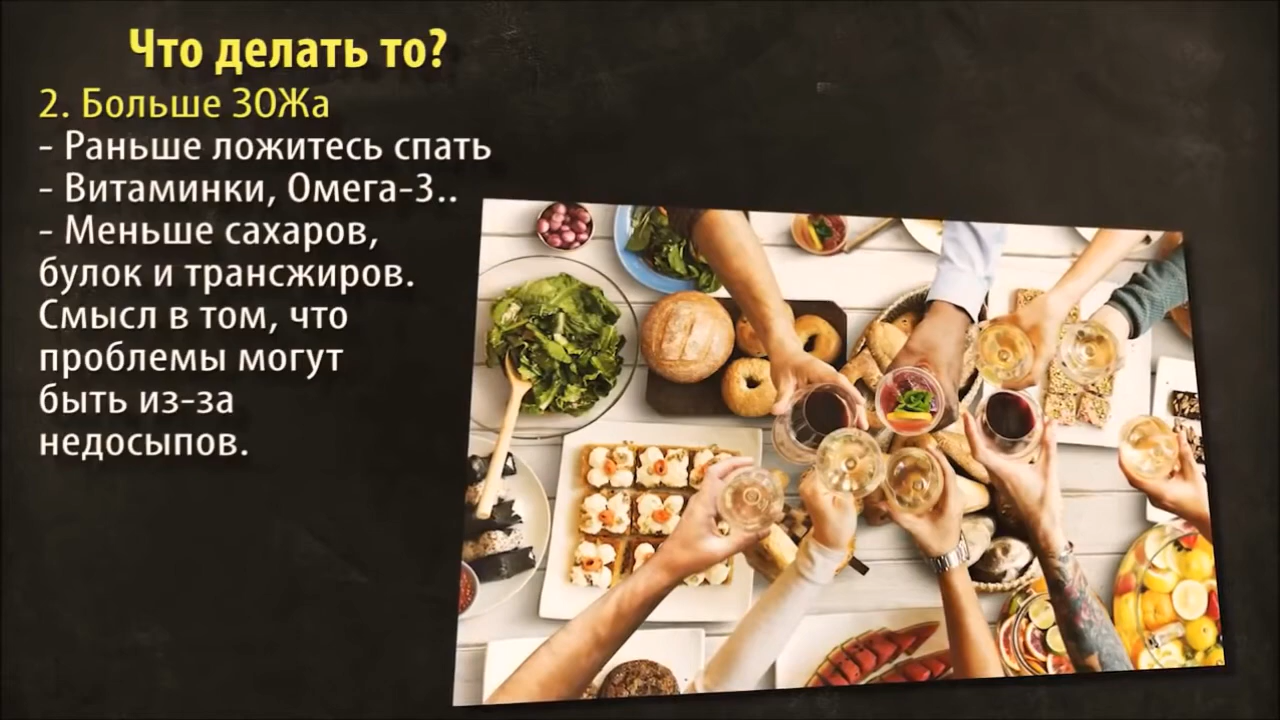 Что делать то?
2. Больше ЗОЖа
- Раньше ложитесь спать
- Витаминки, Омега-3..
- Меньше сахаров,
булок и трансжиров.
Смысл в том, что
проблемы могут
быть из-за
недосыпов.